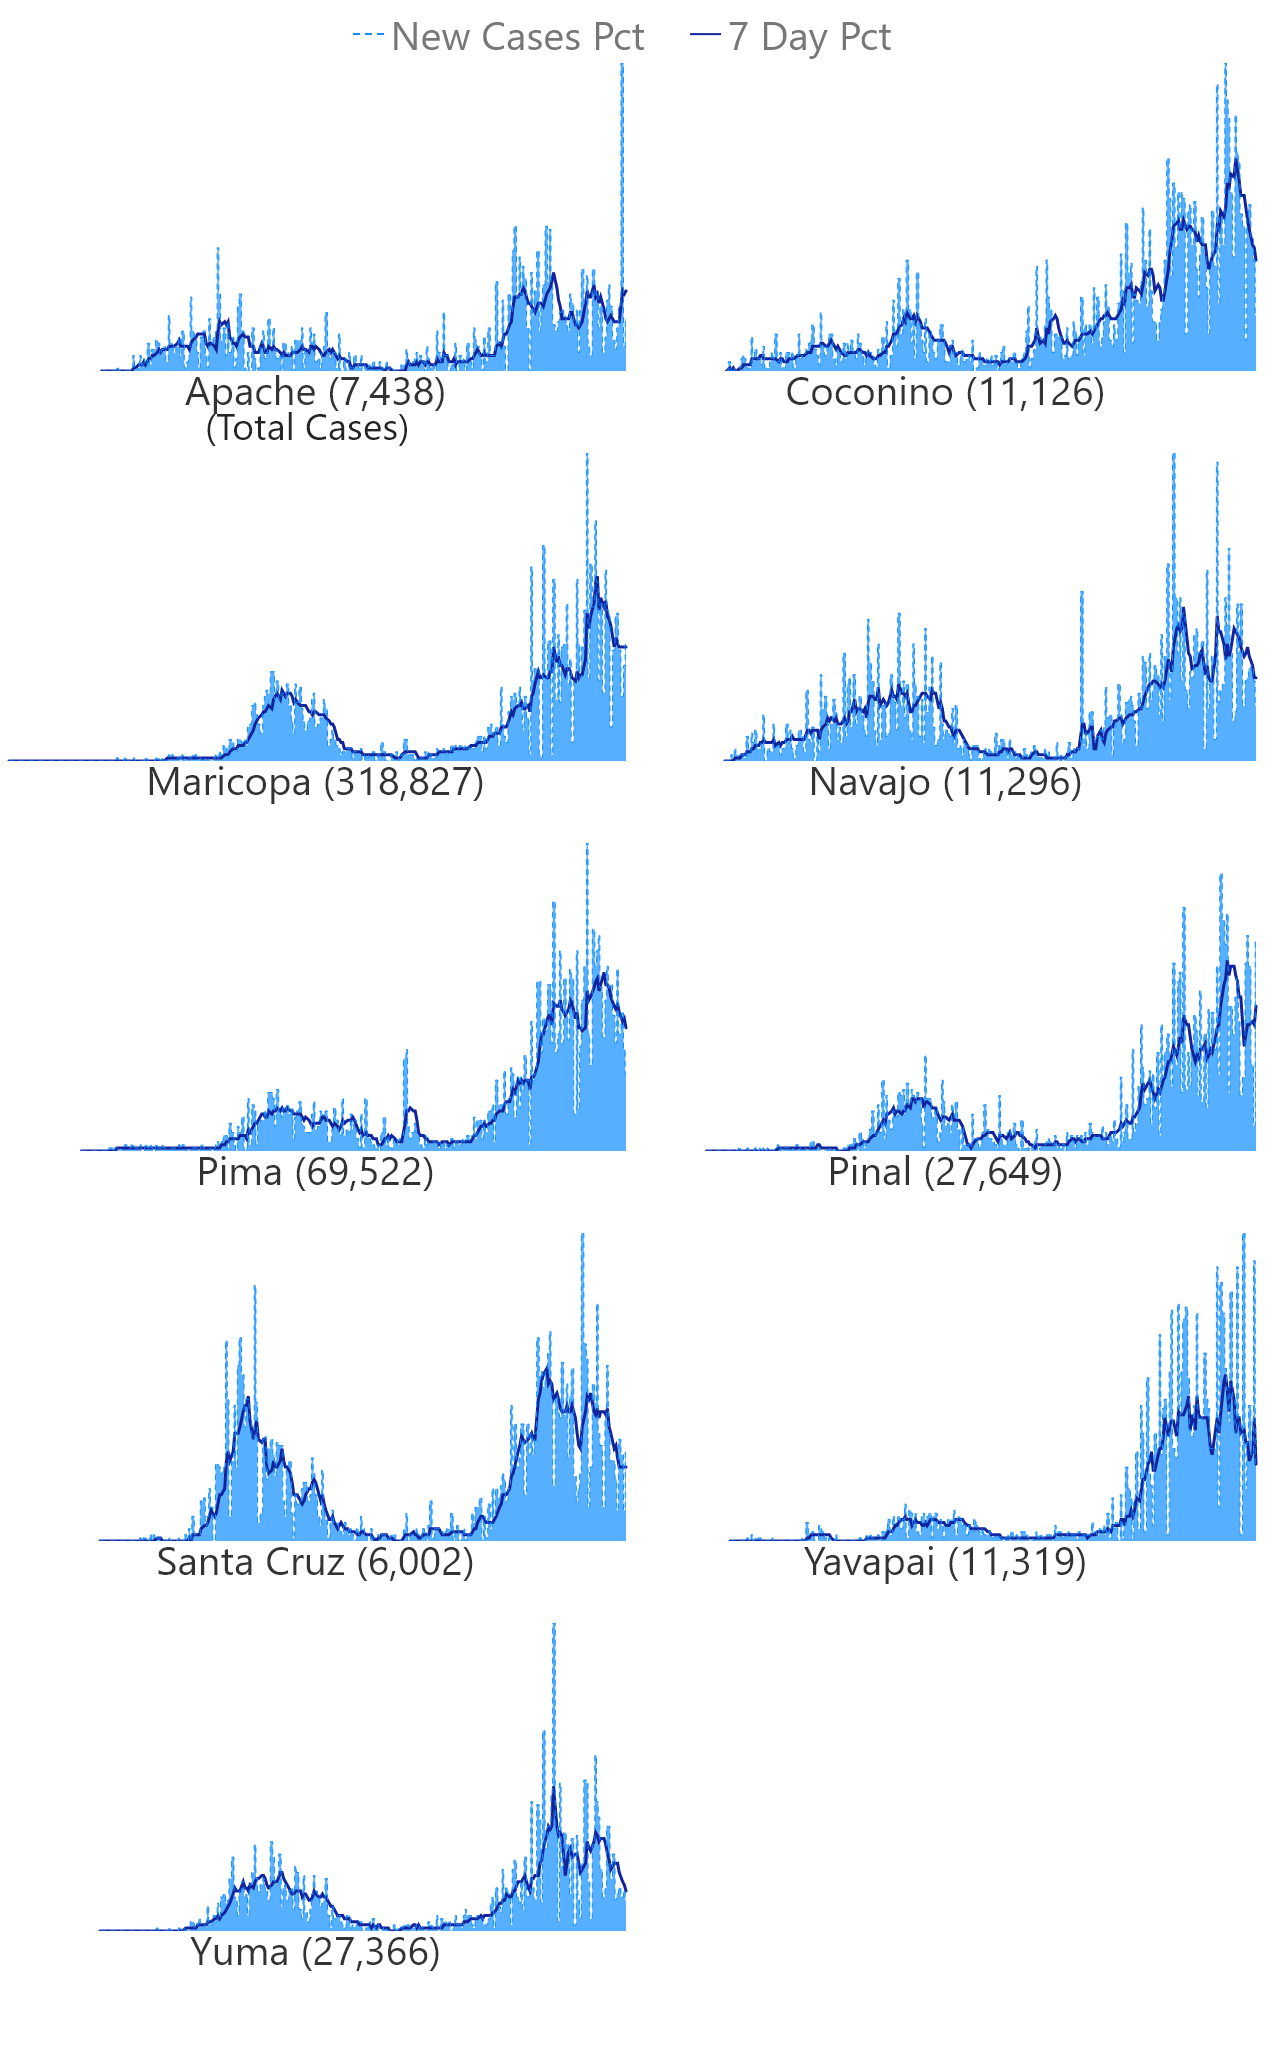 New Cases Pct 7 Day Pct
Apache (7,438) Coconino (11,126)
(Total Cases)
Maricopa (318,827) Navajo (11,296)
Pima (69,522) Pinal (27,649)
Santa Cruz (6,002) Yavapai (11,319)
Yuma (27,366)